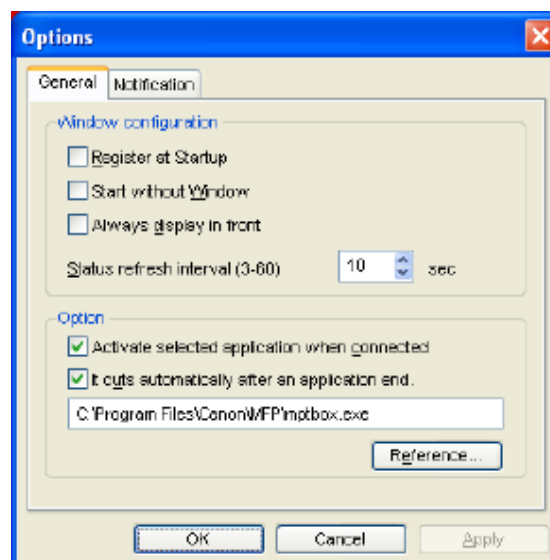 Options
General Notification
Window configuration
Register at Startup
Start without Window
Always display in front
Status refresh interval (3-60) 10 sec
Option
Activate selected application when connected
It cuts automatically after an application end.
C:\Program Files\Canon\MFP\mptbox.exe
Reference...
OK Cancel Apply